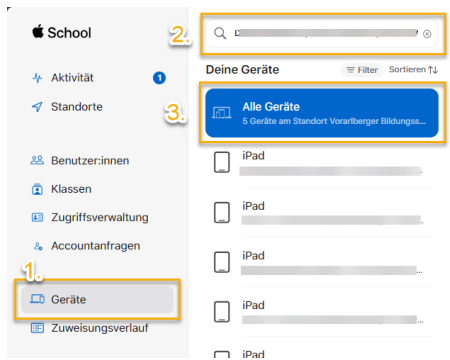 School
2.
Deine Geräte
Filter
Sortieren ↑↓
Aktivität
1
Standorte
3.
Alle Geräte
5 Geräte am Standort Vorarlberger Bildungss...
Benutzer:innen
Klassen
Zugriffsverwaltung
Accountanfragen
1.
Geräte
Zuweisungsverlauf
iPad
iPad
iPad
iPad
iPad